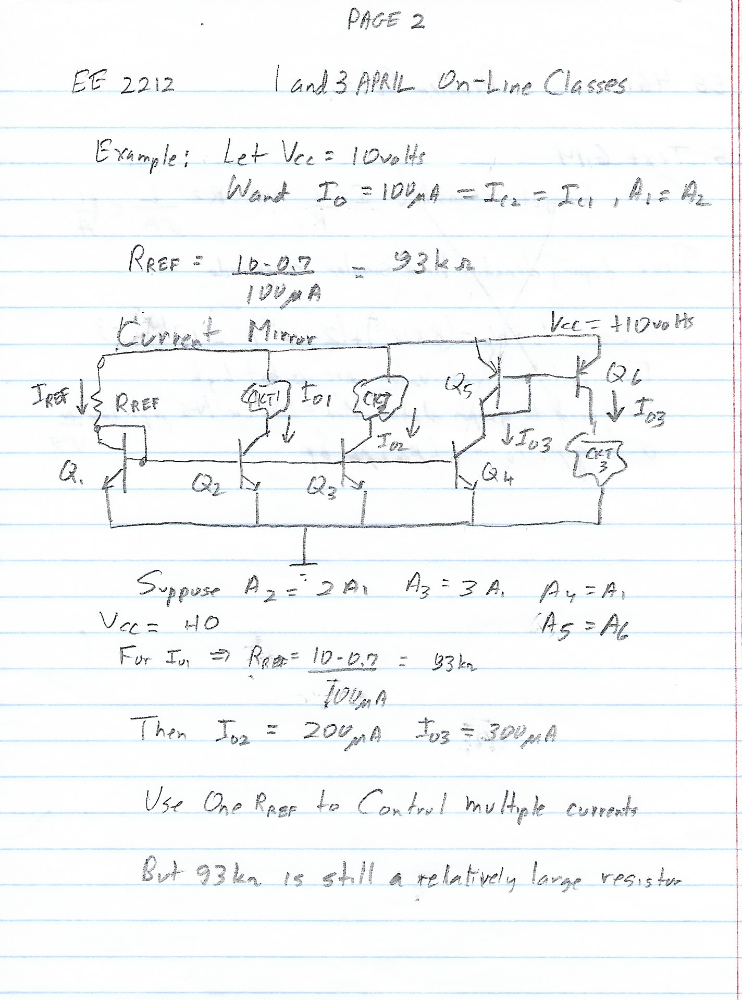 PAGE 2
EE 2212 1 and 3 APRIL On-Line Classes
Example: Let Vcc = 10 volts
Want Io = 100μA = Ic2 = Ic1, A1 = A2
RREF = 10-0.7 = 93kΩ
100μA
Current Mirror Vcc = +10 volts
IREF RREF CKT1 Io1 CKT2 Q5 Q6
Io3
Io2 Io3 CKT 3
Q1 Q2 Q3 Q4
Suppose A2 = 2A1 A3 = 3A1 A4 = A1
Vcc = +10 A5 = A6
For Io1 ⇒ RREF = 10-0.7 = 93kΩ
100μA
Then Io2 = 200μA Io3 = 300μA
Use One RREF to Control multiple currents
But 93kΩ is still a relatively large resistor